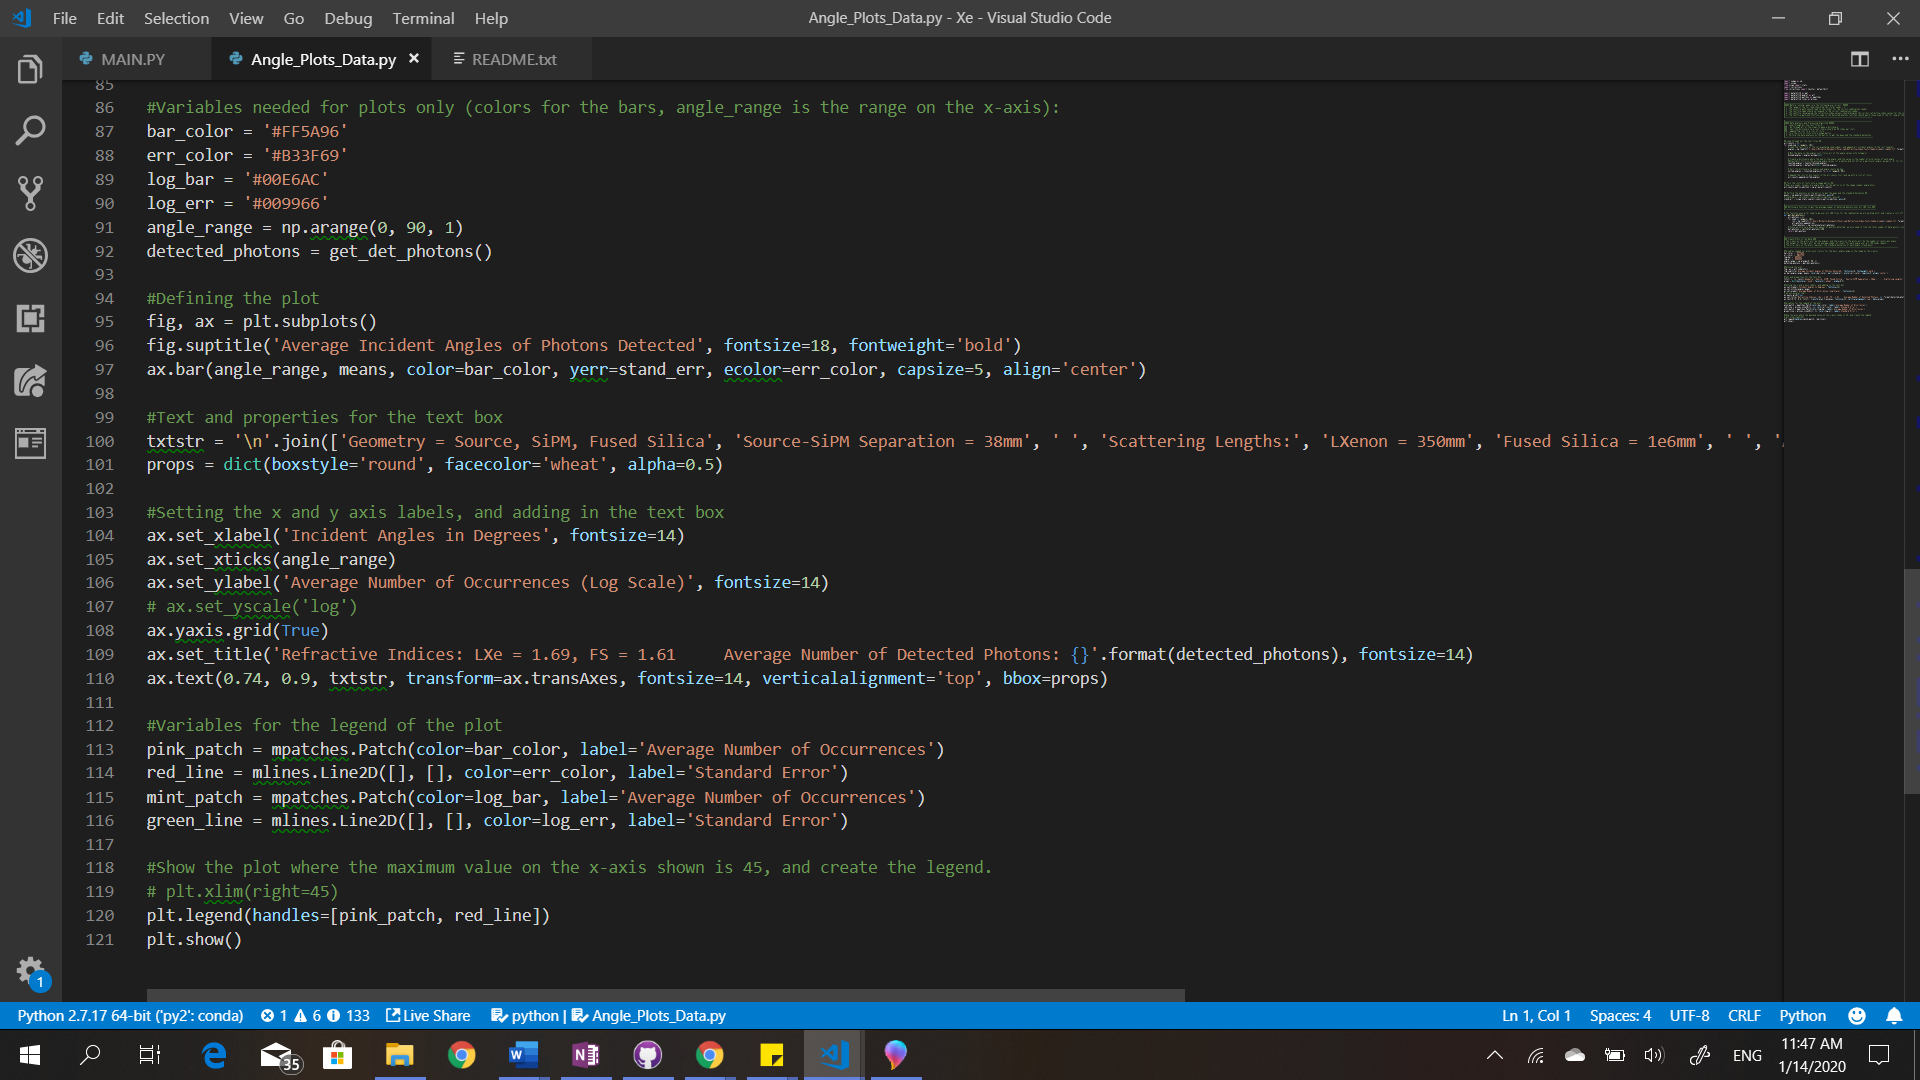 File Edit Selection View Go Debug Terminal Help
Angle_Plots_Data.py - Xe - Visual Studio Code
MAIN.PY
Angle_Plots_Data.py
README.txt
85
86 #Variables needed for plots only (colors for the bars, angle_range is the range on the x-axis):
87 bar_color = '#FF5A96'
88 err_color = '#B33F69'
89 log_bar = '#00E6AC'
90 log_err = '#009966'
91 angle_range = np.arange(0, 90, 1)
92 detected_photons = get_det_photons()
93
94 #Defining the plot
95 fig, ax = plt.subplots()
96 fig.suptitle('Average Incident Angles of Photons Detected', fontsize=18, fontweight='bold')
97 ax.bar(angle_range, means, color=bar_color, yerr=stand_err, ecolor=err_color, capsize=5, align='center')
98
99 #Text and properties for the text box
100 txtstr = '\n'.join(['Geometry = Source, SiPM, Fused Silica', 'Source-SiPM Separation = 38mm', ' ', 'Scattering Lengths:', 'LXenon = 350mm', 'Fused Silica = 1e6mm', ' ', '
101 props = dict(boxstyle='round', facecolor='wheat', alpha=0.5)
102
103 #Setting the x and y axis labels, and adding in the text box
104 ax.set_xlabel('Incident Angles in Degrees', fontsize=14)
105 ax.set_xticks(angle_range)
106 ax.set_ylabel('Average Number of Occurrences (Log Scale)', fontsize=14)
107 # ax.set_yscale('log')
108 ax.yaxis.grid(True)
109 ax.set_title('Refractive Indices: LXe = 1.69, FS = 1.61     Average Number of Detected Photons: {}'.format(detected_photons), fontsize=14)
110 ax.text(0.74, 0.9, txtstr, transform=ax.transAxes, fontsize=14, verticalalignment='top', bbox=props)
111
112 #Variables for the legend of the plot
113 pink_patch = mpatches.Patch(color=bar_color, label='Average Number of Occurrences')
114 red_line = mlines.Line2D([], [], color=err_color, label='Standard Error')
115 mint_patch = mpatches.Patch(color=log_bar, label='Average Number of Occurrences')
116 green_line = mlines.Line2D([], [], color=log_err, label='Standard Error')
117
118 #Show the plot where the maximum value on the x-axis shown is 45, and create the legend.
119 # plt.xlim(right=45)
120 plt.legend(handles=[pink_patch, red_line])
121 plt.show()
1
Python 2.7.17 64-bit ('py2': conda) 1 6 133 Live Share python | Angle_Plots_Data.py
Ln 1, Col 1 Spaces: 4 UTF-8 CRLF Python
35
ENG
11:47 AM
1/14/2020